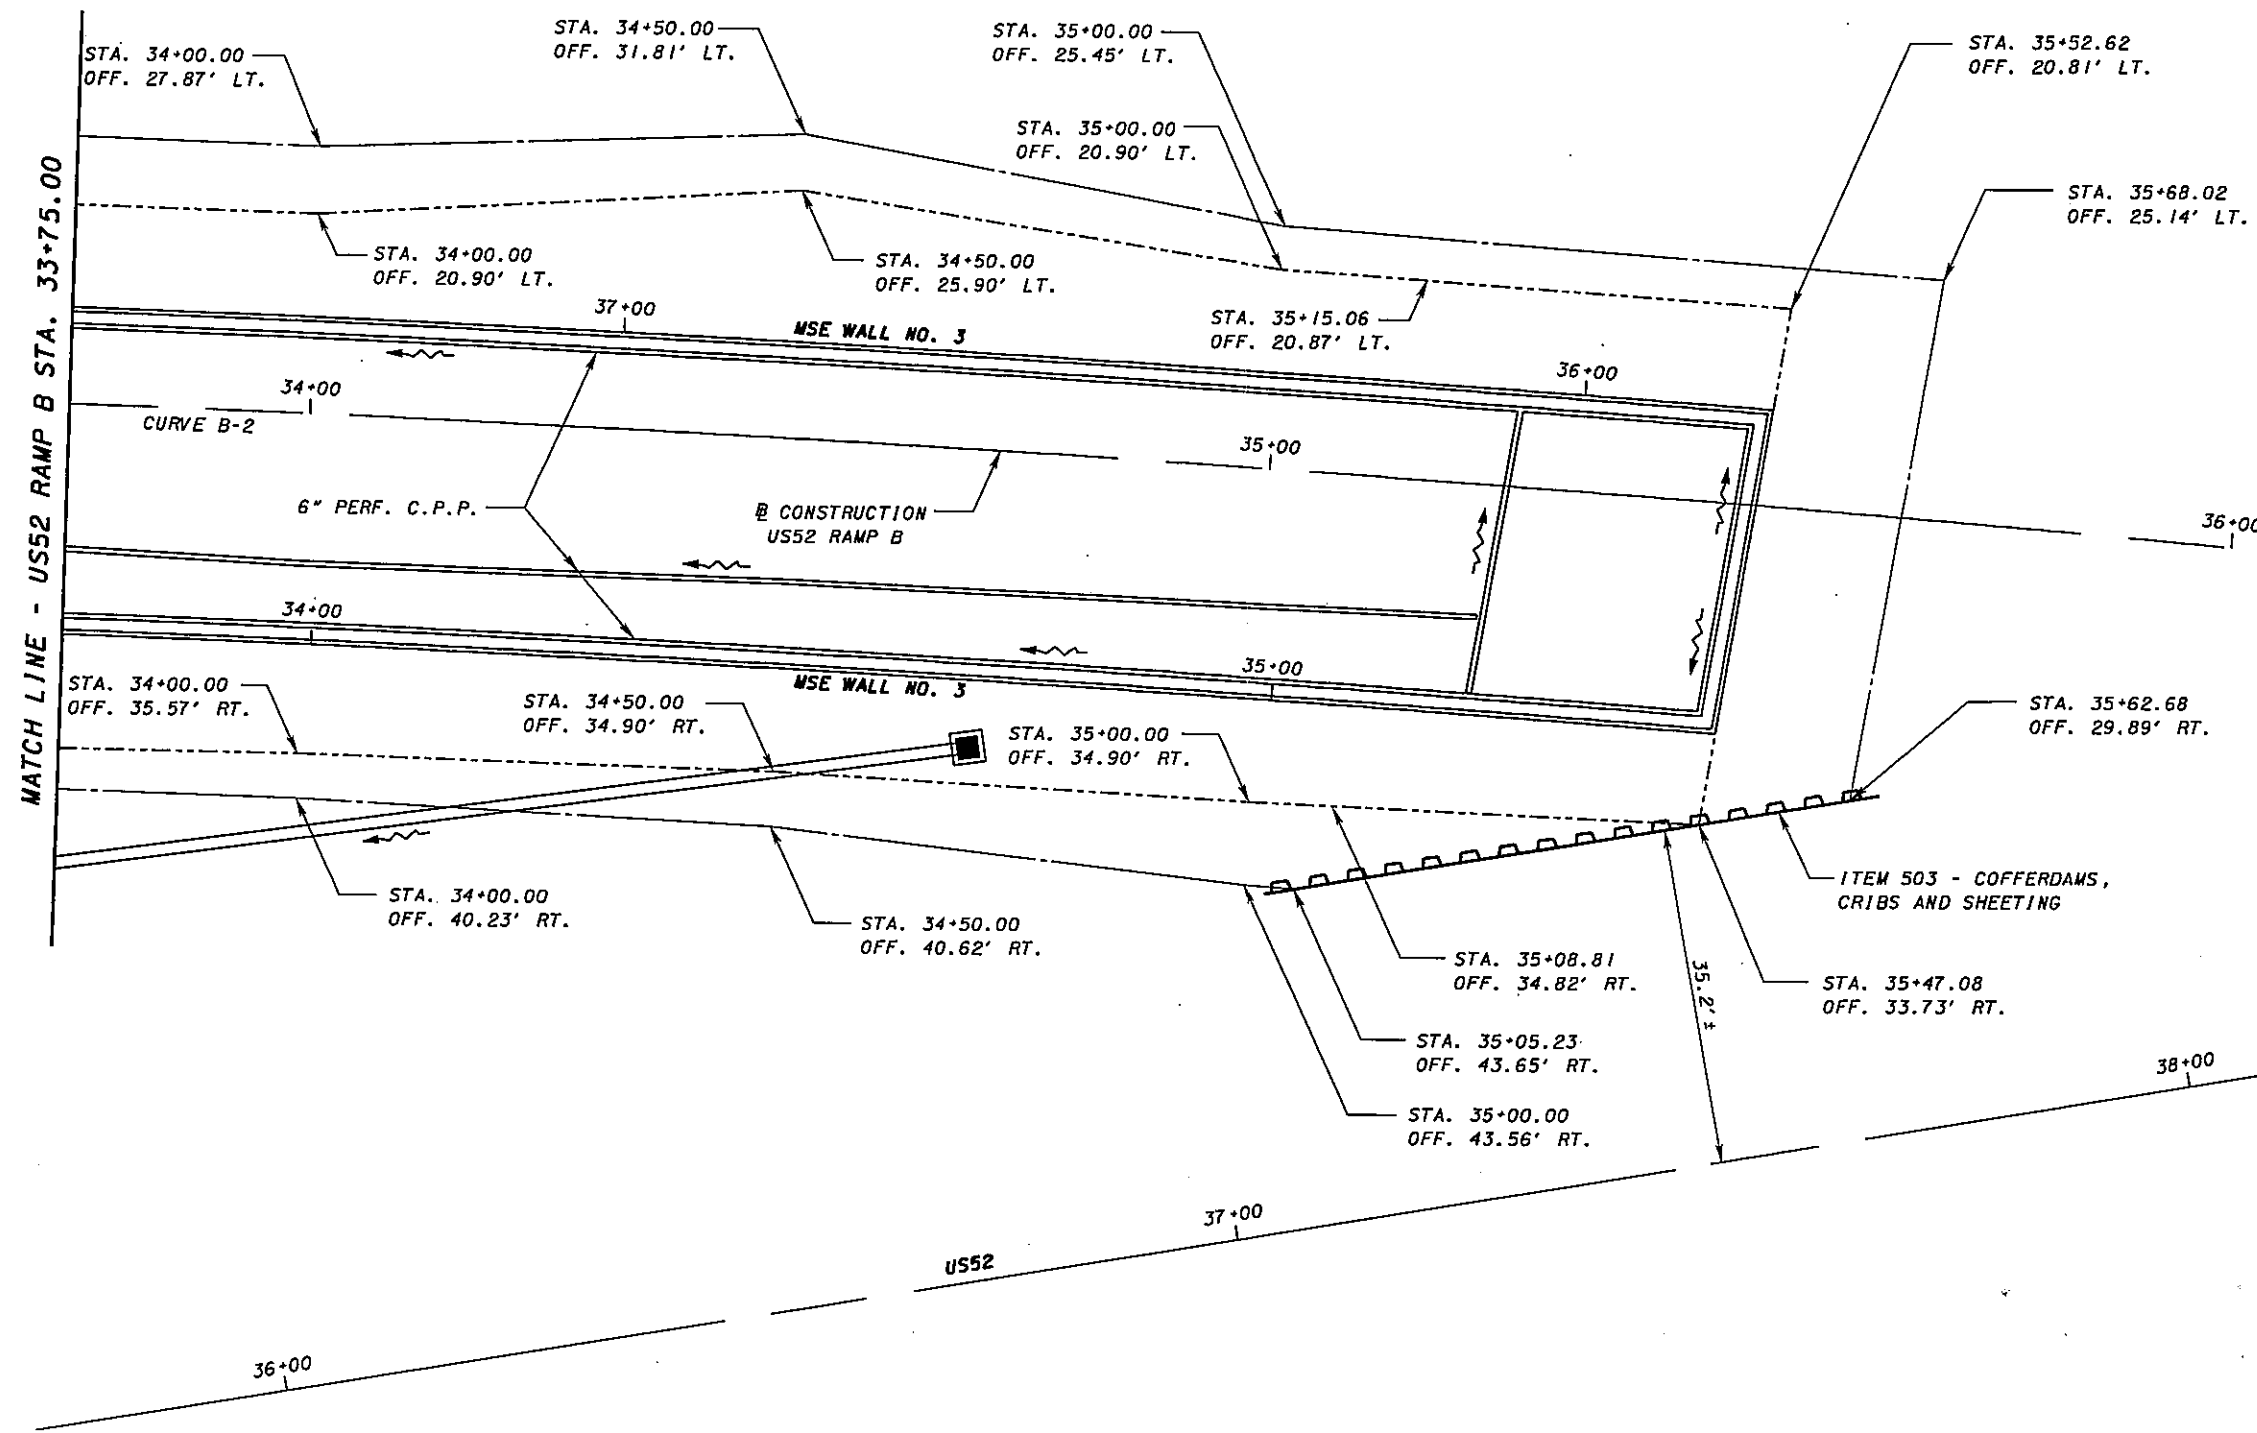 STA. 34+00.00
OFF. 27.87' LT.
STA. 34+50.00
OFF. 31.81' LT.
STA. 35+00.00
OFF. 25.45' LT.
STA. 35+52.62
OFF. 20.81' LT.
STA. 35+00.00
OFF. 20.90' LT.
STA. 35+68.02
OFF. 25.14' LT.
MATCH LINE - US52 RAMP B STA. 33+75.00
STA. 34+00.00
OFF. 20.90' LT.
STA. 34+50.00
OFF. 25.90' LT.
STA. 35+15.06
OFF. 20.87' LT.
37+00
MSE WALL NO. 3
36+00
34+00
CURVE B-2
35+00
36+00
6" PERF. C.P.P.
B CONSTRUCTION
US52 RAMP B
34+00
35+00
MSE WALL NO. 3
STA. 34+00.00
OFF. 35.57' RT.
STA. 34+50.00
OFF. 34.90' RT.
STA. 35+00.00
OFF. 34.90' RT.
STA. 35+62.68
OFF. 29.89' RT.
STA. 34+00.00
OFF. 40.23' RT.
STA. 34+50.00
OFF. 40.62' RT.
ITEM 503 - COFFERDAMS,
CRIBS AND SHEETING
STA. 35+08.81
OFF. 34.82' RT.
35.2'±
STA. 35+47.08
OFF. 33.73' RT.
STA. 35+05.23
OFF. 43.65' RT.
STA. 35+00.00
OFF. 43.56' RT.
38+00
37+00
US52
36+00